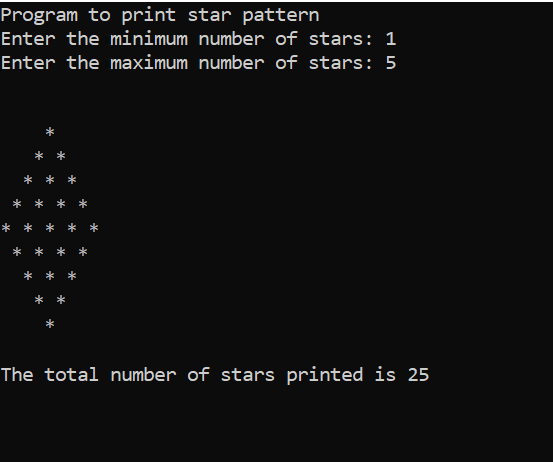 Program to print star pattern
Enter the minimum number of stars: 1
Enter the maximum number of stars: 5
    *
   * *
  * * *
 * * * *
* * * * *
 * * * *
  * * *
   * *
    *
The total number of stars printed is 25